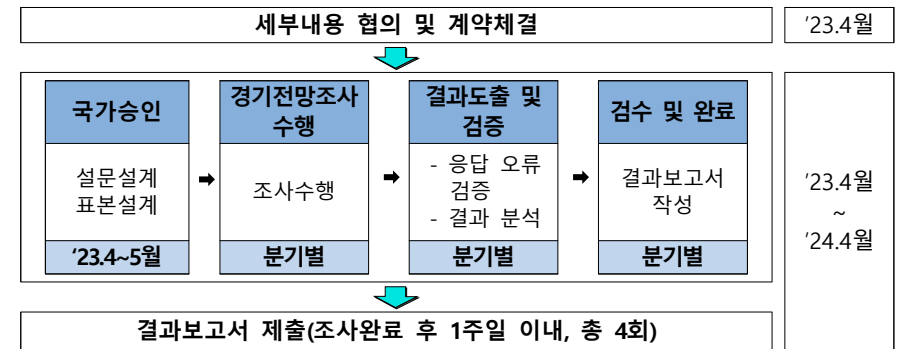 세부내용 협의 및 계약체결
'23.4월
국가승인
설문설계
표본설계
‘23.4~5월
➡
경기전망조사
수행
조사수행
분기별
➡
결과도출 및
검증
- 응답 오류
검증
- 결과 분석
분기별
➡
검수 및 완료
결과보고서
작성
분기별
'23.4월
~
'24.4월
결과보고서 제출(조사완료 후 1주일 이내, 총 4회)